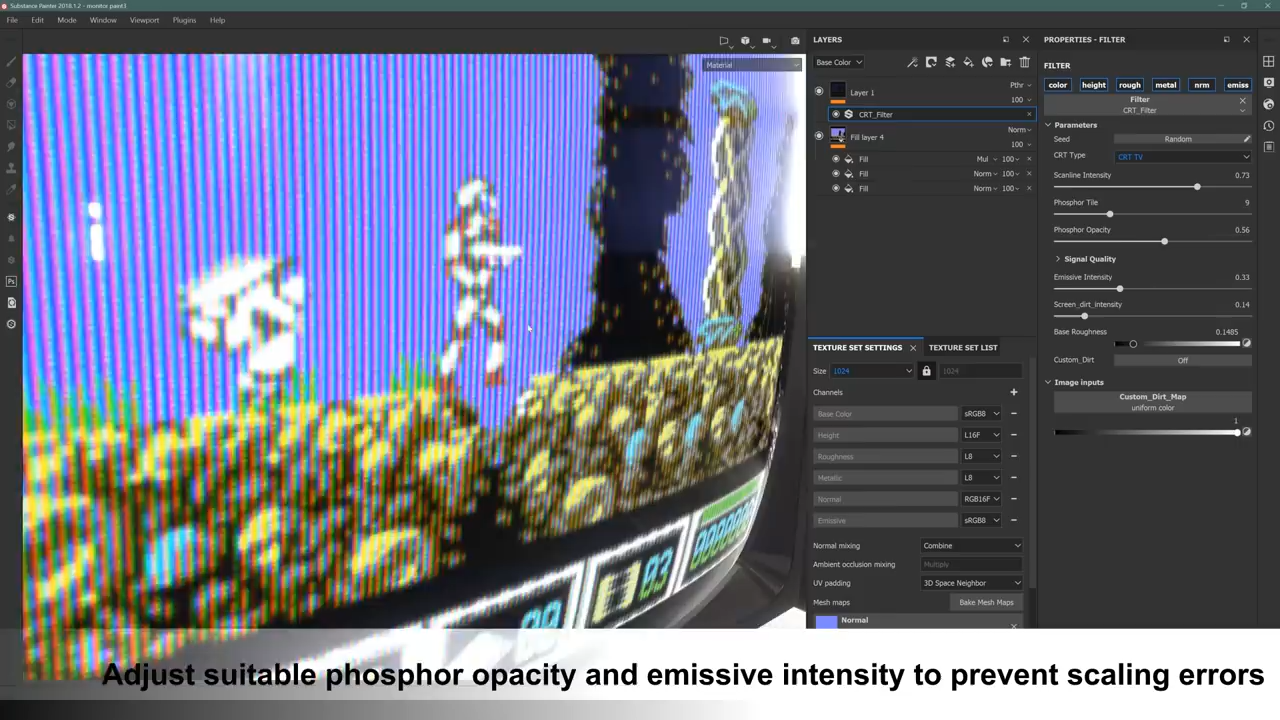 Substance Painter 2018.1.2 - monitor.paint3
File Edit Mode Window Viewport Plugins Help
Material
LAYERS
Base Color
Layer 1
Pthr
100
CRT_Filter
Fill layer 4
Norm
100
Fill Mul 100
Fill Norm 100
Fill Norm 100
TEXTURE SET SETTINGS
TEXTURE SET LIST
Size 1024 1024
Channels
Base Color sRGB8
Height L16F
Roughness L8
Metallic L8
Normal RGB16F
Emissive sRGB8
Normal mixing Combine
Ambient occlusion mixing Multiply
UV padding 3D Space Neighbor
Mesh maps Bake Mesh Maps
Normal
PROPERTIES - FILTER
FILTER
color height rough metal nrm emiss
Filter
CRT_Filter
Parameters
Seed Random
CRT Type CRT TV
Scanline Intensity 0.73
Phosphor Tile 9
Phosphor Opacity 0.56
Signal Quality
Emissive Intensity 0.33
Screen_dirt_intensity 0.14
Base Roughness 0.1485
Custom_Dirt Off
Image inputs
Custom_Dirt_Map
uniform color
1
Ps
83
Adjust suitable phosphor opacity and emissive intensity to prevent scaling errors